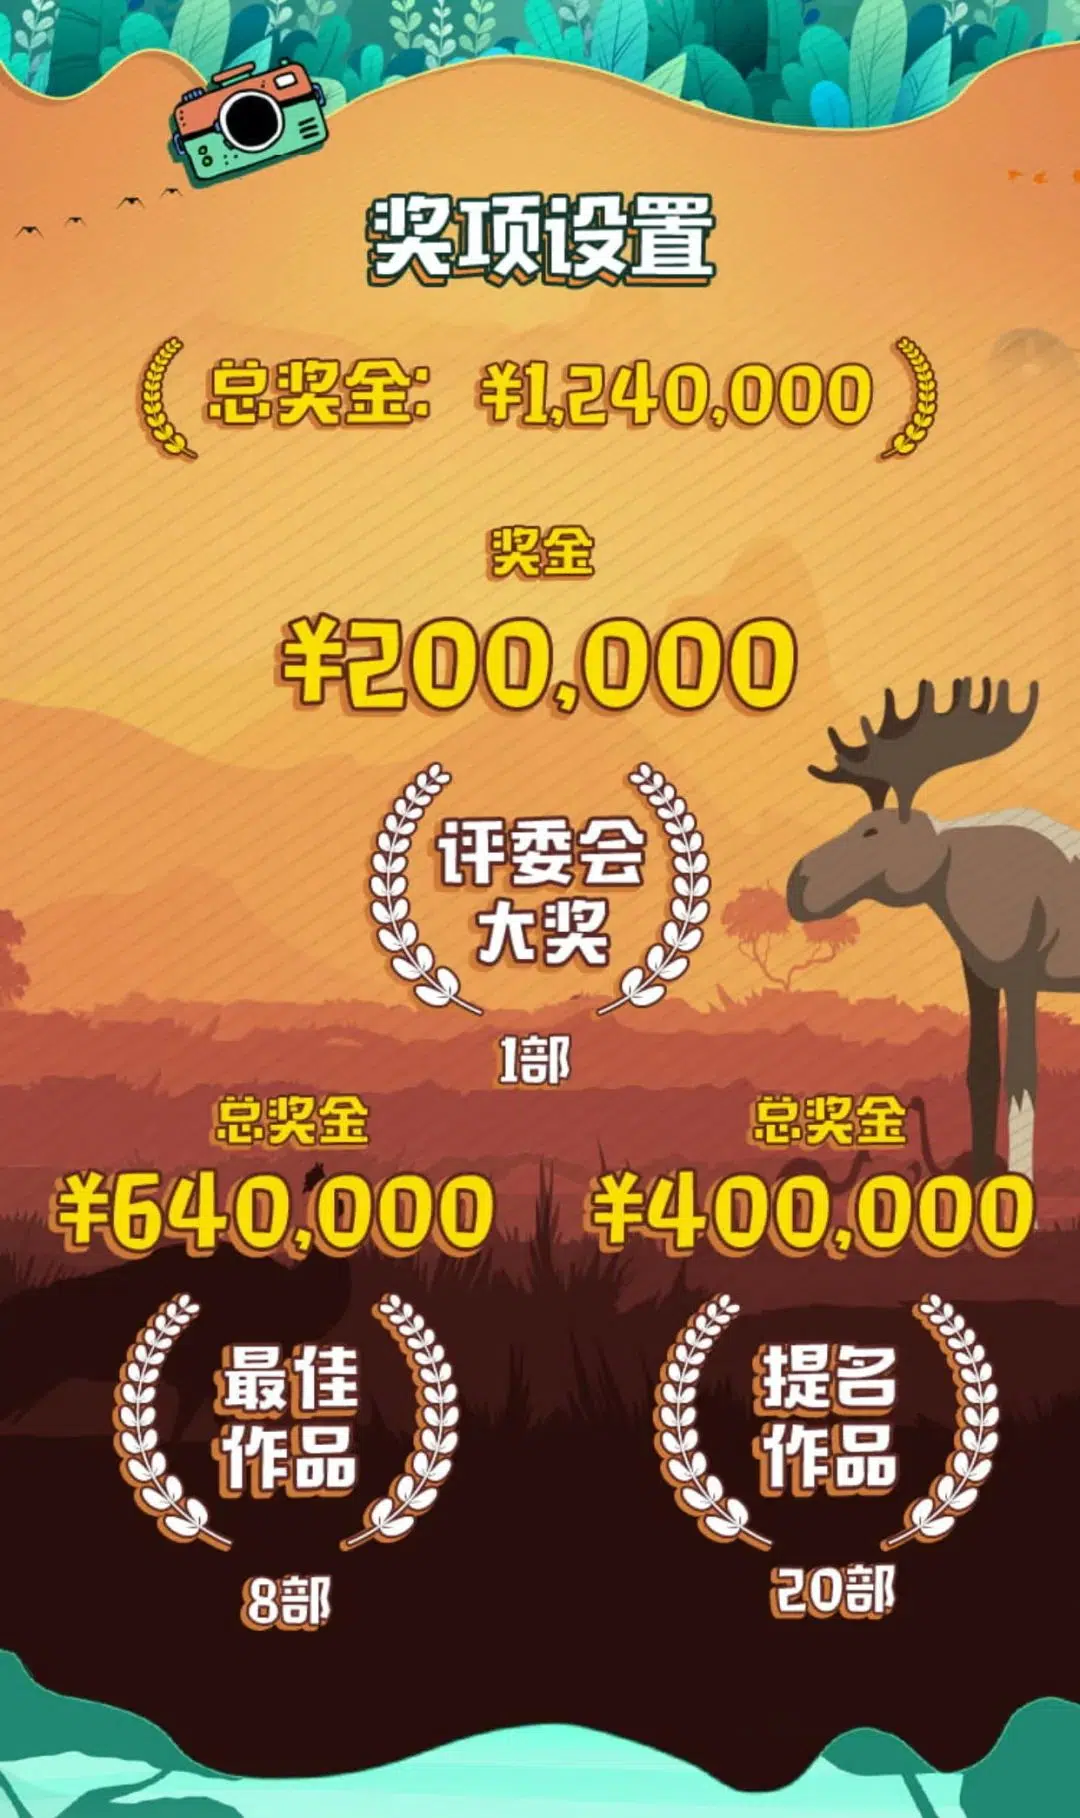 奖项设置
总奖金: ¥1,240,000
奖金
¥200,000
评委会
大奖
1部
总奖金
¥640,000
最佳
作品
8部
总奖金
¥400,000
提名
作品
20部